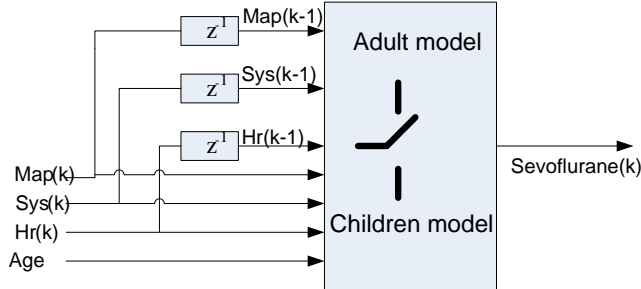 z-1 Map(k-1)
Adult model
z-1 Sys(k-1)
z-1 Hr(k-1)
Map(k)
Sevoflurane(k)
Sys(k)
Children model
Hr(k)
Age